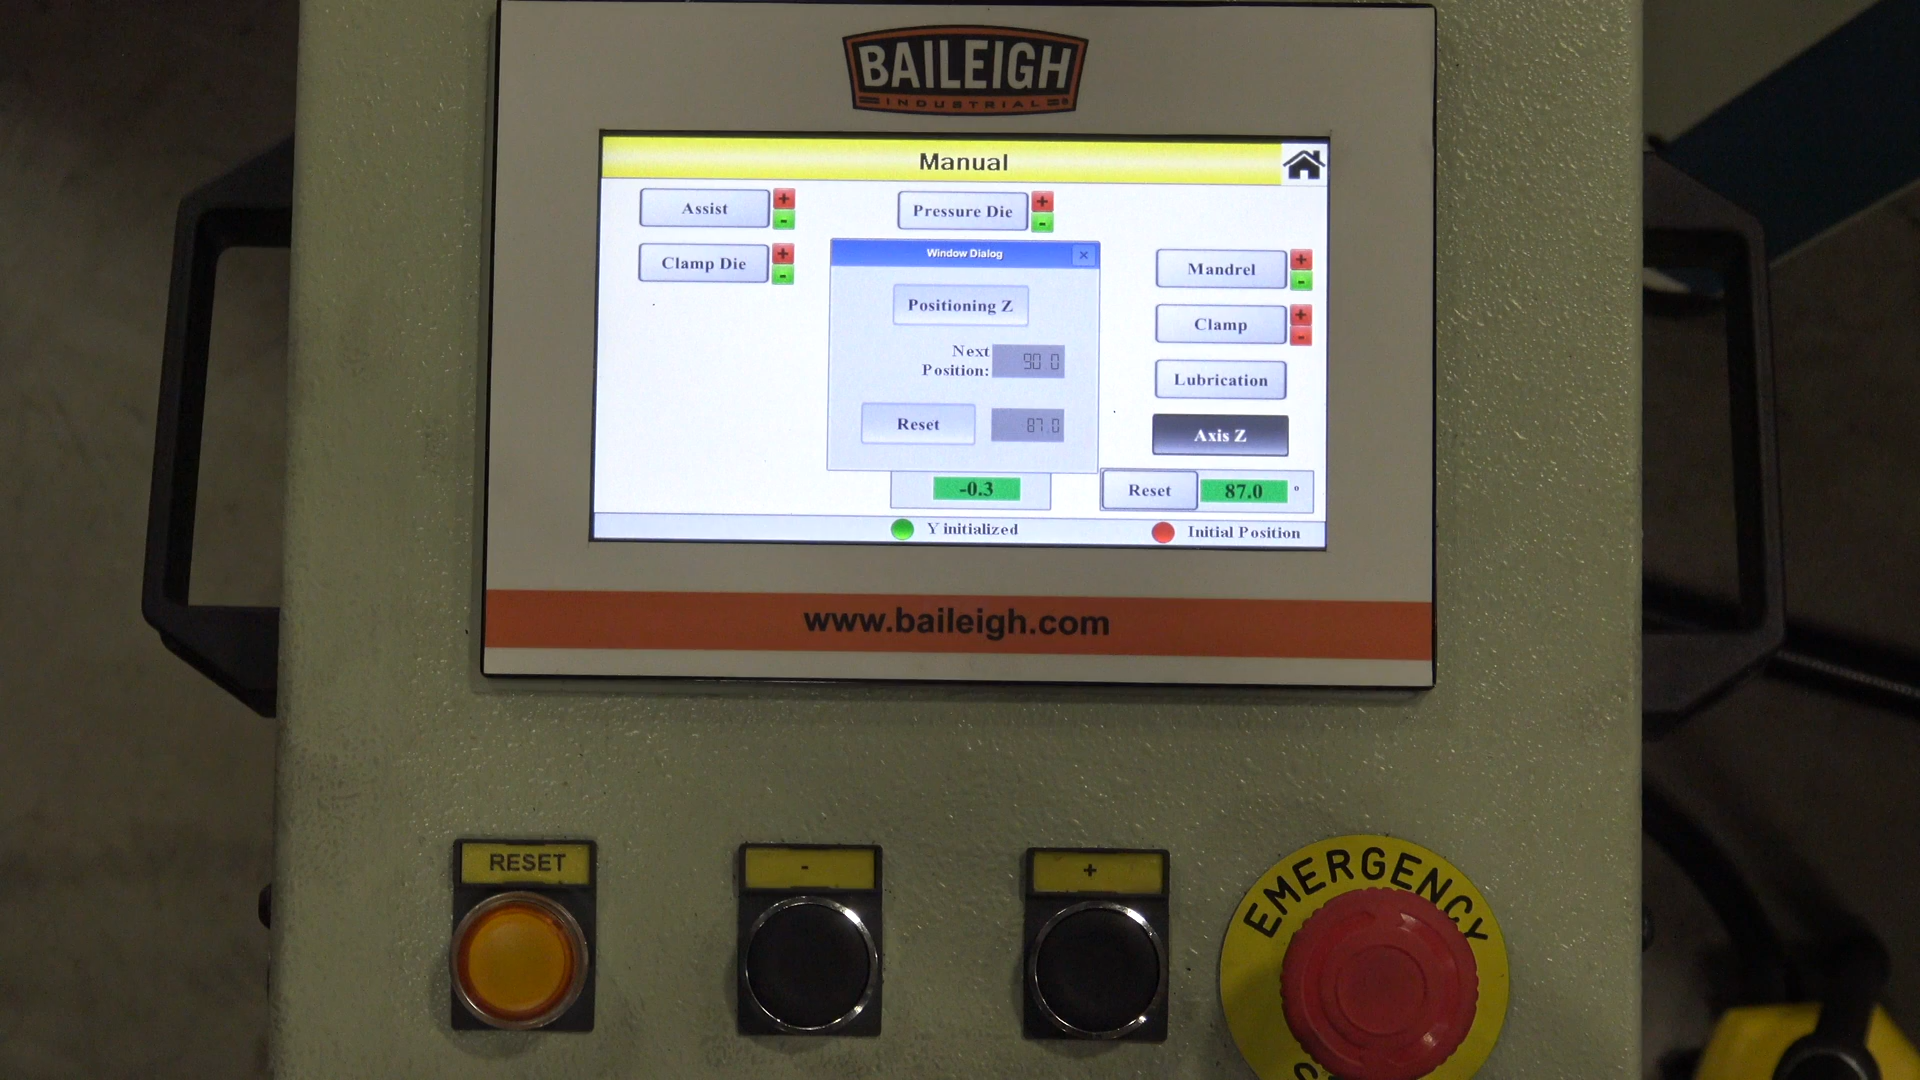 BAILEIGH
INDUSTRIAL
Manual
Assist
+
-
Pressure Die
+
-
Clamp Die
+
-
Window Dialog
×
Positioning Z
Next
Position:
90.0
Reset
87.0
Mandrel
+
-
Clamp
+
-
Lubrication
Axis Z
-0.3
Reset
87.0
°
Y initialized
Initial Position
www.baileigh.com
RESET
-
+
EMERGENCY